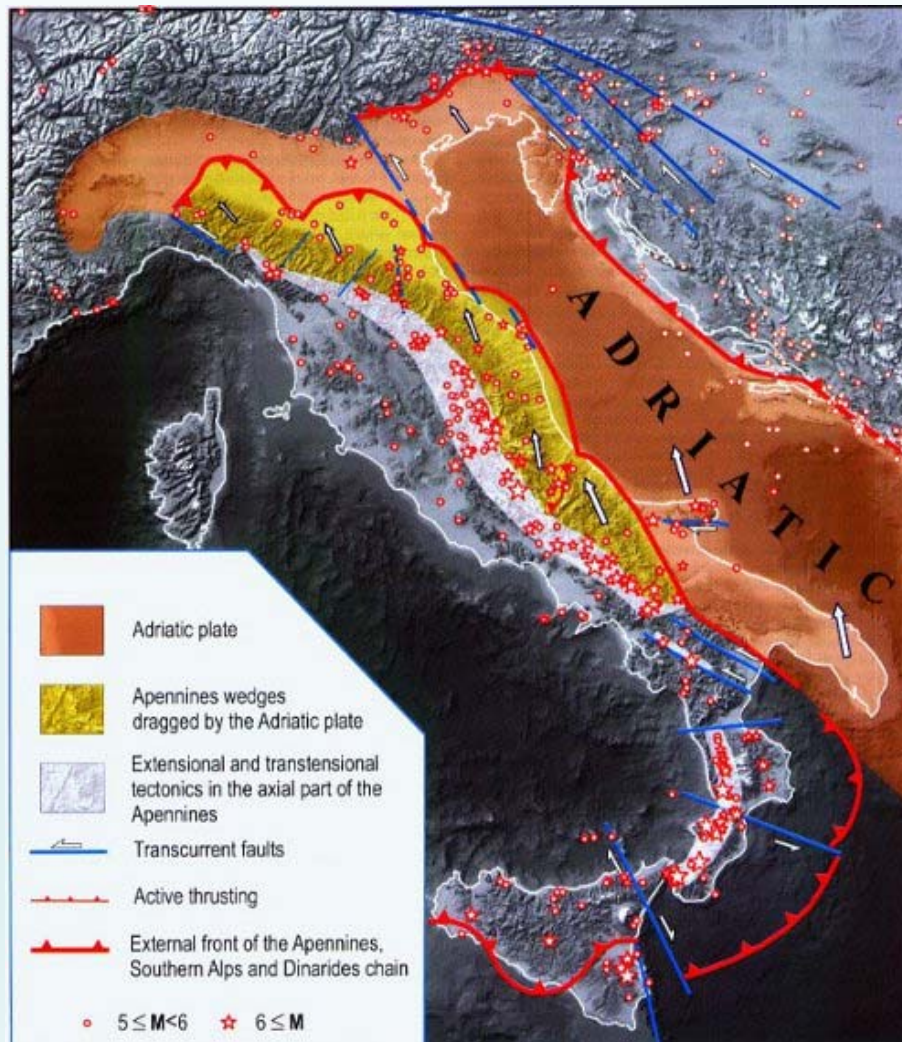 ADRIATIC
Adriatic plate
Apennines wedges
dragged by the Adriatic plate
Extensional and transtensional
tectonics in the axial part of the
Apennines
Transcurrent faults
Active thrusting
External front of the Apennines,
Southern Alps and Dinarides chain
5 ≤ M<6 6 ≤ M